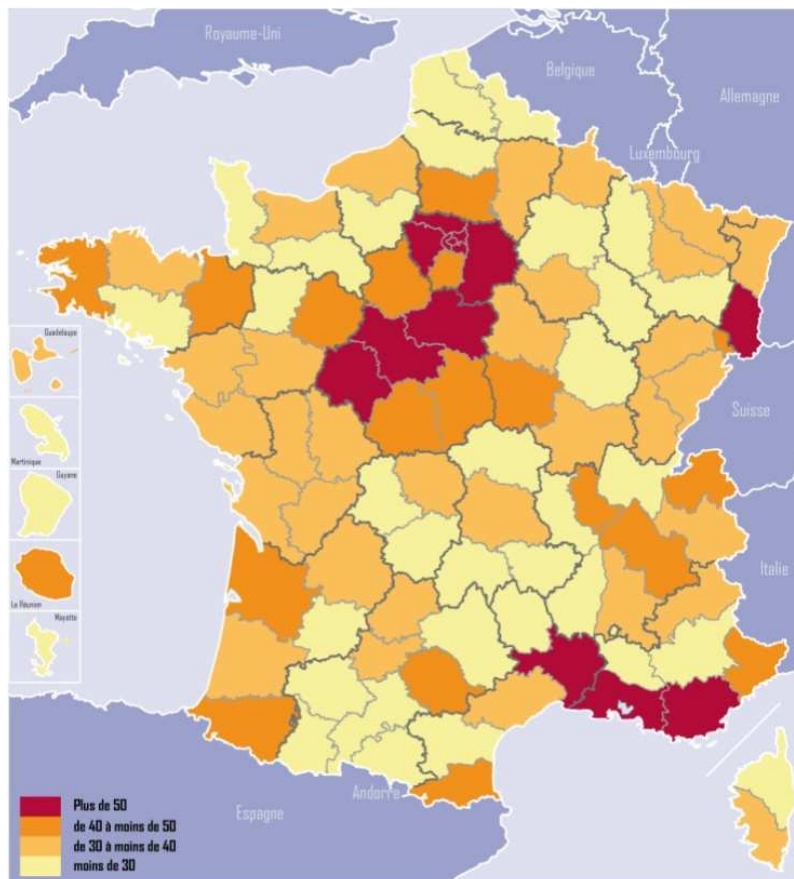 Royaume-Uni
Belgique
Allemagne
Luxembourg
Guadeloupe
Suisse
Martinique
Guyane
Italie
La Réunion
Mayotte
Andorre
Espagne
Plus de 50
de 40 à moins de 50
de 30 à moins de 40
moins de 30